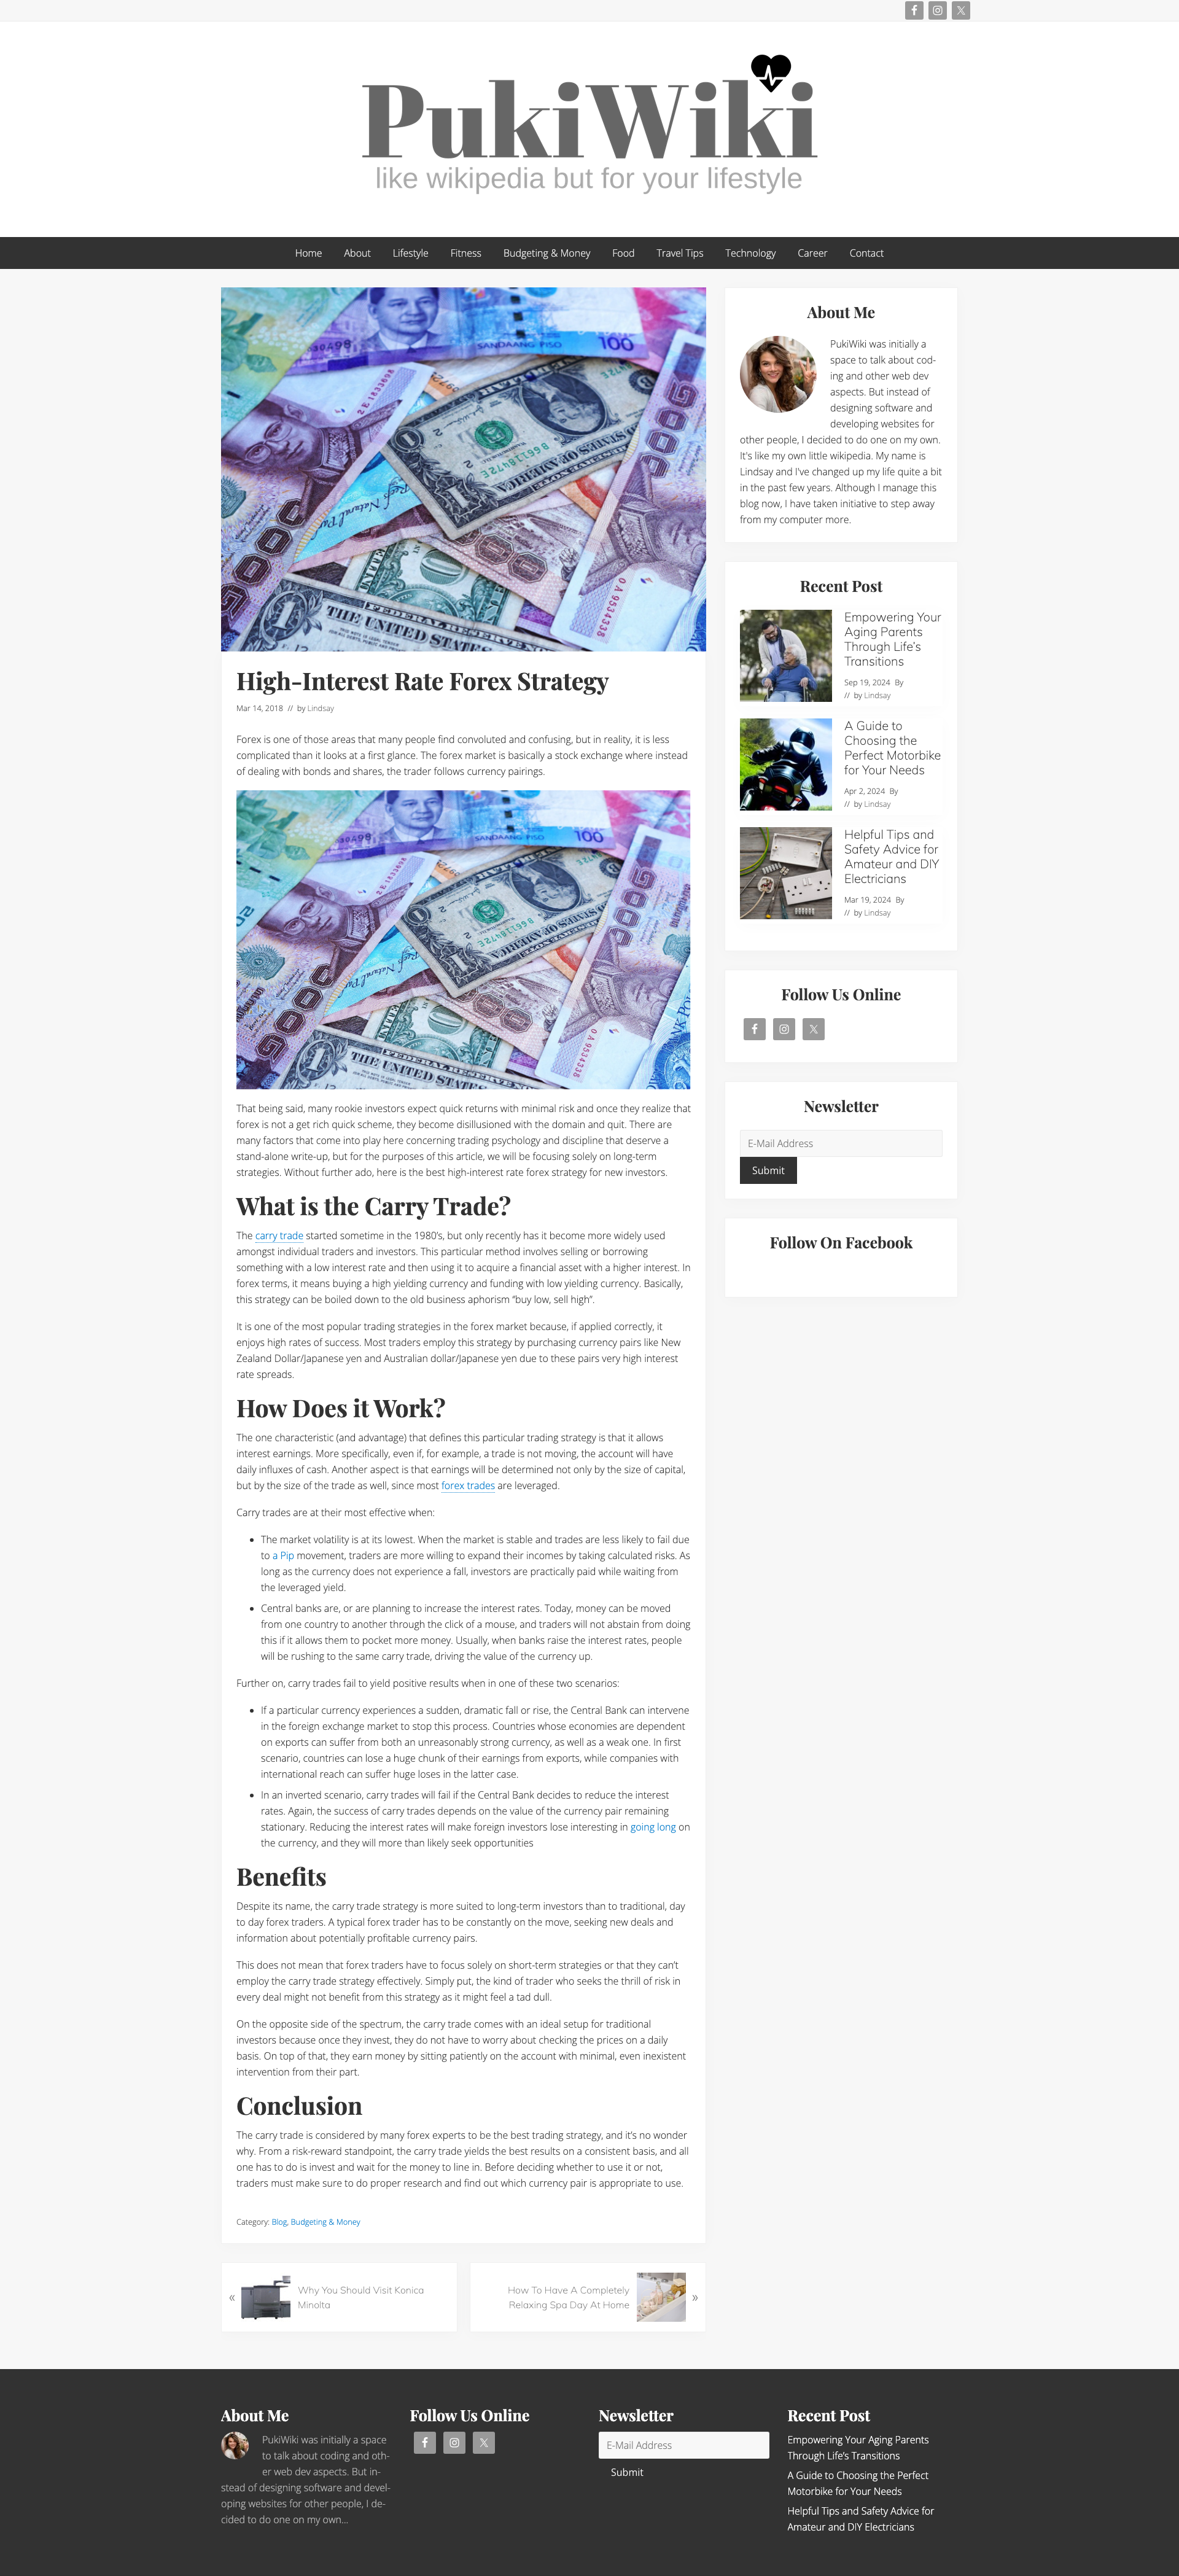 PukiWiki
like wikipedia but for your lifestyle
Home About Lifestyle Fitness Budgeting & Money Food Travel Tips Technology Career Contact
High-Interest Rate Forex Strategy
Mar 14, 2018 // by Lindsay
Forex is one of those areas that many people find convoluted and confusing, but in reality, it is less
complicated than it looks at a first glance. The forex market is basically a stock exchange where instead
of dealing with bonds and shares, the trader follows currency pairings.
That being said, many rookie investors expect quick returns with minimal risk and once they realize that
forex is not a get rich quick scheme, they become disillusioned with the domain and quit. There are
many factors that come into play here concerning trading psychology and discipline that deserve a
stand-alone write-up, but for the purposes of this article, we will be focusing solely on long-term
strategies. Without further ado, here is the best high-interest rate forex strategy for new investors.
What is the Carry Trade?
The carry trade started sometime in the 1980's, but only recently has it become more widely used
amongst individual traders and investors. This particular method involves selling or borrowing
something with a low interest rate and then using it to acquire a financial asset with a higher interest. In
forex terms, it means buying a high yielding currency and funding with low yielding currency. Basically,
this strategy can be boiled down to the old business aphorism "buy low, sell high".
It is one of the most popular trading strategies in the forex market because, if applied correctly, it
enjoys high rates of success. Most traders employ this strategy by purchasing currency pairs like New
Zealand Dollar/Japanese yen and Australian dollar/Japanese yen due to these pairs very high interest
rate spreads.
How Does it Work?
The one characteristic (and advantage) that defines this particular trading strategy is that it allows
interest earnings. More specifically, even if, for example, a trade is not moving, the account will have
daily influxes of cash. Another aspect is that earnings will be determined not only by the size of capital,
but by the size of the trade as well, since most forex trades are leveraged.
Carry trades are at their most effective when:
• The market volatility is at its lowest. When the market is stable and trades are less likely to fail due
to a Pip movement, traders are more willing to expand their incomes by taking calculated risks. As
long as the currency does not experience a fall, investors are practically paid while waiting from
the leveraged yield.
• Central banks are, or are planning to increase the interest rates. Today, money can be moved
from one country to another through the click of a mouse, and traders will not abstain from doing
this if it allows them to pocket more money. Usually, when banks raise the interest rates, people
will be rushing to the same carry trade, driving the value of the currency up.
Further on, carry trades fail to yield positive results when in one of these two scenarios:
• If a particular currency experiences a sudden, dramatic fall or rise, the Central Bank can intervene
in the foreign exchange market to stop this process. Countries whose economies are dependent
on exports can suffer from both an unreasonably strong currency, as well as a weak one. In first
scenario, countries can lose a huge chunk of their earnings from exports, while companies with
international reach can suffer huge loses in the latter case.
• In an inverted scenario, carry trades will fail if the Central Bank decides to reduce the interest
rates. Again, the success of carry trades depends on the value of the currency pair remaining
stationary. Reducing the interest rates will make foreign investors lose interesting in going long on
the currency, and they will more than likely seek opportunities
Benefits
Despite its name, the carry trade strategy is more suited to long-term investors than to traditional, day
to day forex traders. A typical forex trader has to be constantly on the move, seeking new deals and
information about potentially profitable currency pairs.
This does not mean that forex traders have to focus solely on short-term strategies or that they can't
employ the carry trade strategy effectively. Simply put, the kind of trader who seeks the thrill of risk in
every deal might not benefit from this strategy as it might feel a tad dull.
On the opposite side of the spectrum, the carry trade comes with an ideal setup for traditional
investors because once they invest, they do not have to worry about checking the prices on a daily
basis. On top of that, they earn money by sitting patiently on the account with minimal, even inexistent
intervention from their part.
Conclusion
The carry trade is considered by many forex experts to be the best trading strategy, and it's no wonder
why. From a risk-reward standpoint, the carry trade yields the best results on a consistent basis, and all
one has to do is invest and wait for the money to line in. Before deciding whether to use it or not,
traders must make sure to do proper research and find out which currency pair is appropriate to use.
Category: Blog, Budgeting & Money
« Why You Should Visit Konica
Minolta
How To Have A Completely
Relaxing Spa Day At Home »
About Me
PukiWiki was initially a
space to talk about cod-
ing and other web dev
aspects. But instead of
designing software and
developing websites for
other people, I decided to do one on my own.
It's like my own little wikipedia. My name is
Lindsay and I've changed up my life quite a bit
in the past few years. Although I manage this
blog now, I have taken initiative to step away
from my computer more.
Recent Post
Empowering Your
Aging Parents
Through Life's
Transitions
Sep 19, 2024 By
// by Lindsay
A Guide to
Choosing the
Perfect Motorbike
for Your Needs
Apr 2, 2024 By
// by Lindsay
Helpful Tips and
Safety Advice for
Amateur and DIY
Electricians
Mar 19, 2024 By
// by Lindsay
Follow Us Online
Newsletter
E-Mail Address
Submit
Follow On Facebook
About Me
PukiWiki was initially a space
to talk about coding and oth-
er web dev aspects. But in-
stead of designing software and devel-
oping websites for other people, I de-
cided to do one on my own...
Follow Us Online
Newsletter
E-Mail Address
Submit
Recent Post
Empowering Your Aging Parents
Through Life's Transitions
A Guide to Choosing the Perfect
Motorbike for Your Needs
Helpful Tips and Safety Advice for
Amateur and DIY Electricians